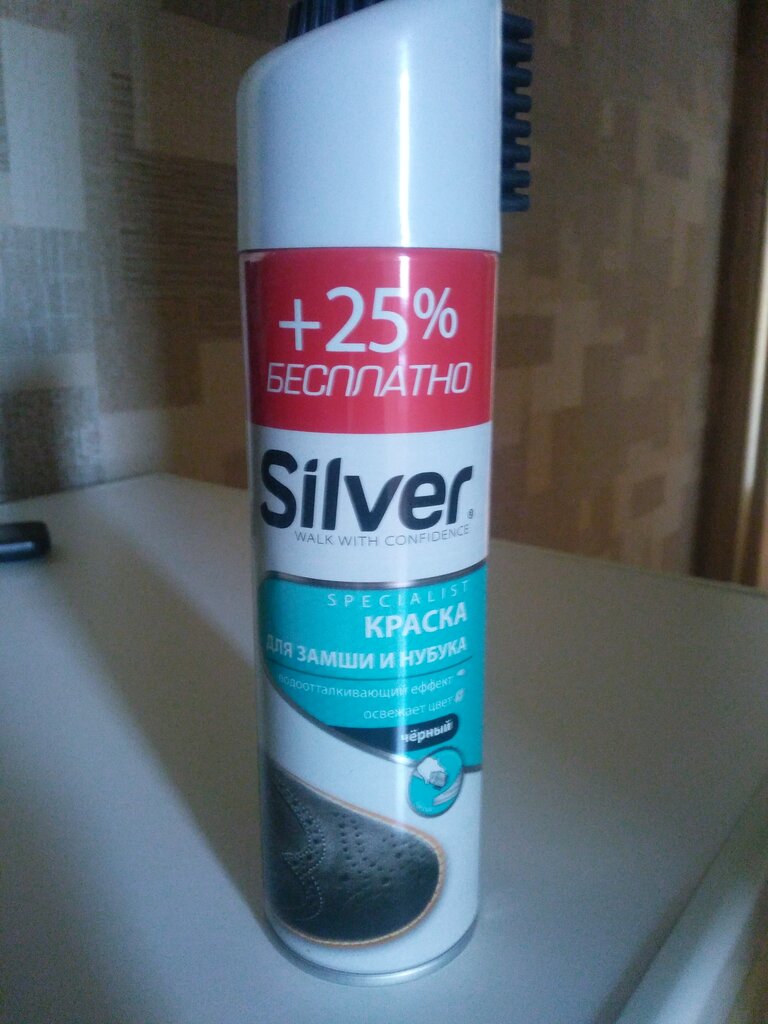 +25%
БЕСПЛАТНО
Silver®
WALK WITH CONFIDENCE
SPECIALIST
КРАСКА
ДЛЯ ЗАМШИ И НУБУКА
водоотталкивающий эффект
освежает цвет
чёрный